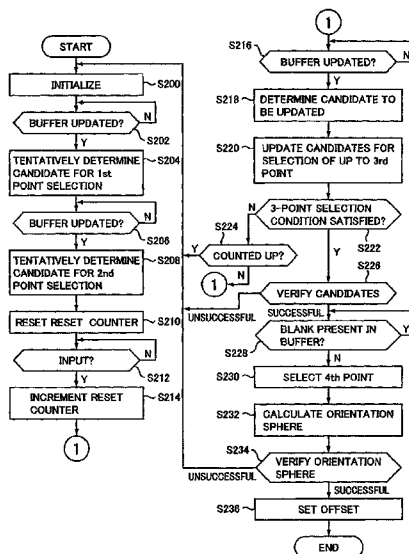 START
INITIALIZE
S200
BUFFER UPDATED?
N
S202
Y
TENTATIVELY DETERMINE
CANDIDATE FOR 1st
POINT SELECTION
S204
BUFFER UPDATED?
N
S206
Y
TENTATIVELY DETERMINE
CANDIDATE FOR 2nd
POINT SELECTION
S208
RESET RESET COUNTER
S210
INPUT?
N
S212
Y
INCREMENT RESET
COUNTER
S214
1
1
S216
BUFFER UPDATED?
N
Y
S218
DETERMINE CANDIDATE TO
BE UPDATED
S220
UPDATE CANDIDATES FOR
SELECTION OF UP TO 3rd
POINT
N
3-POINT SELECTION
CONDITION SATISFIED?
S222
S224
Y
COUNTED UP?
N
1
Y
S226
VERIFY CANDIDATES
UNSUCCESSFUL
SUCCESSFUL
BLANK PRESENT IN
BUFFER?
Y
S228
N
S230
SELECT 4th POINT
S232
CALCULATE ORIENTATION
SPHERE
S234
VERIFY ORIENTATION
SPHERE
UNSUCCESSFUL
SUCCESSFUL
S236
SET OFFSET
END